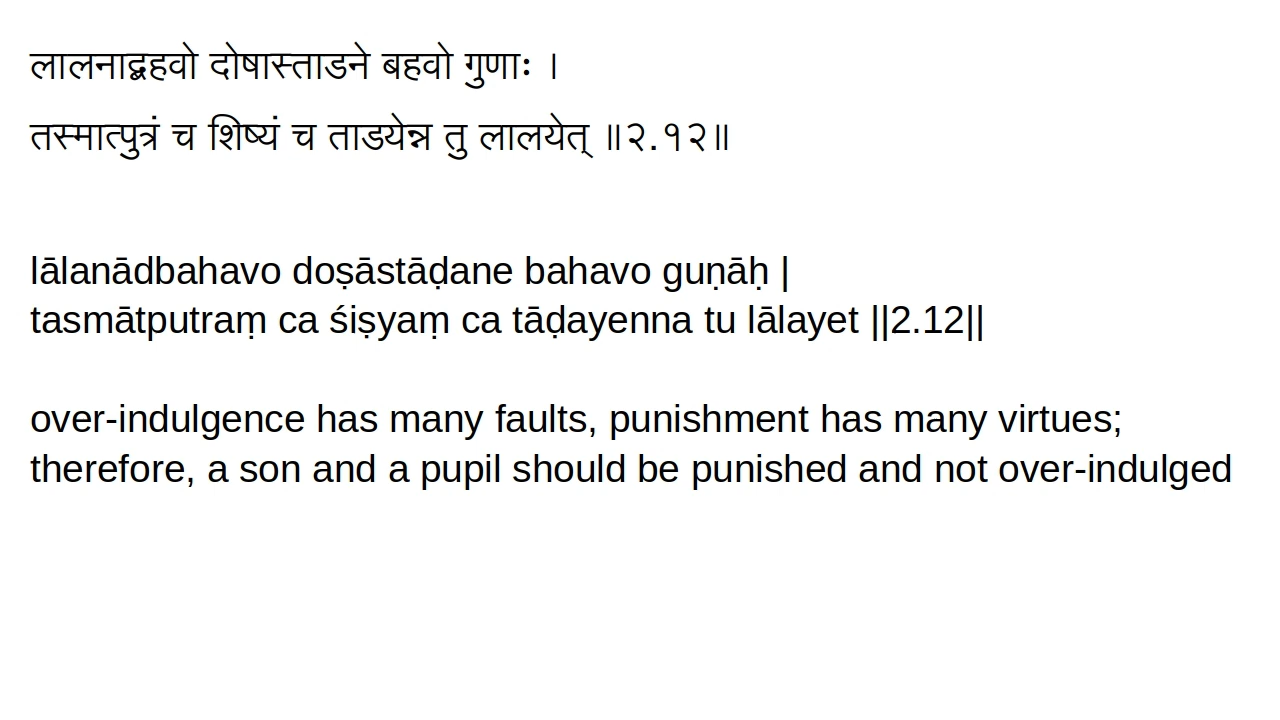 लालनाद्बहवो दोषास्ताडने बहवो गुणाः ।
तस्मात्पुत्रं च शिष्यं च ताडयेन्न तु लालयेत् ॥२.१२॥
lālanādbahavo doṣāstāḍane bahavo guṇāḥ |
tasmātputraṃ ca śiṣyaṃ ca tāḍayenna tu lālayet ||2.12||
over-indulgence has many faults, punishment has many virtues;
therefore, a son and a pupil should be punished and not over-indulged